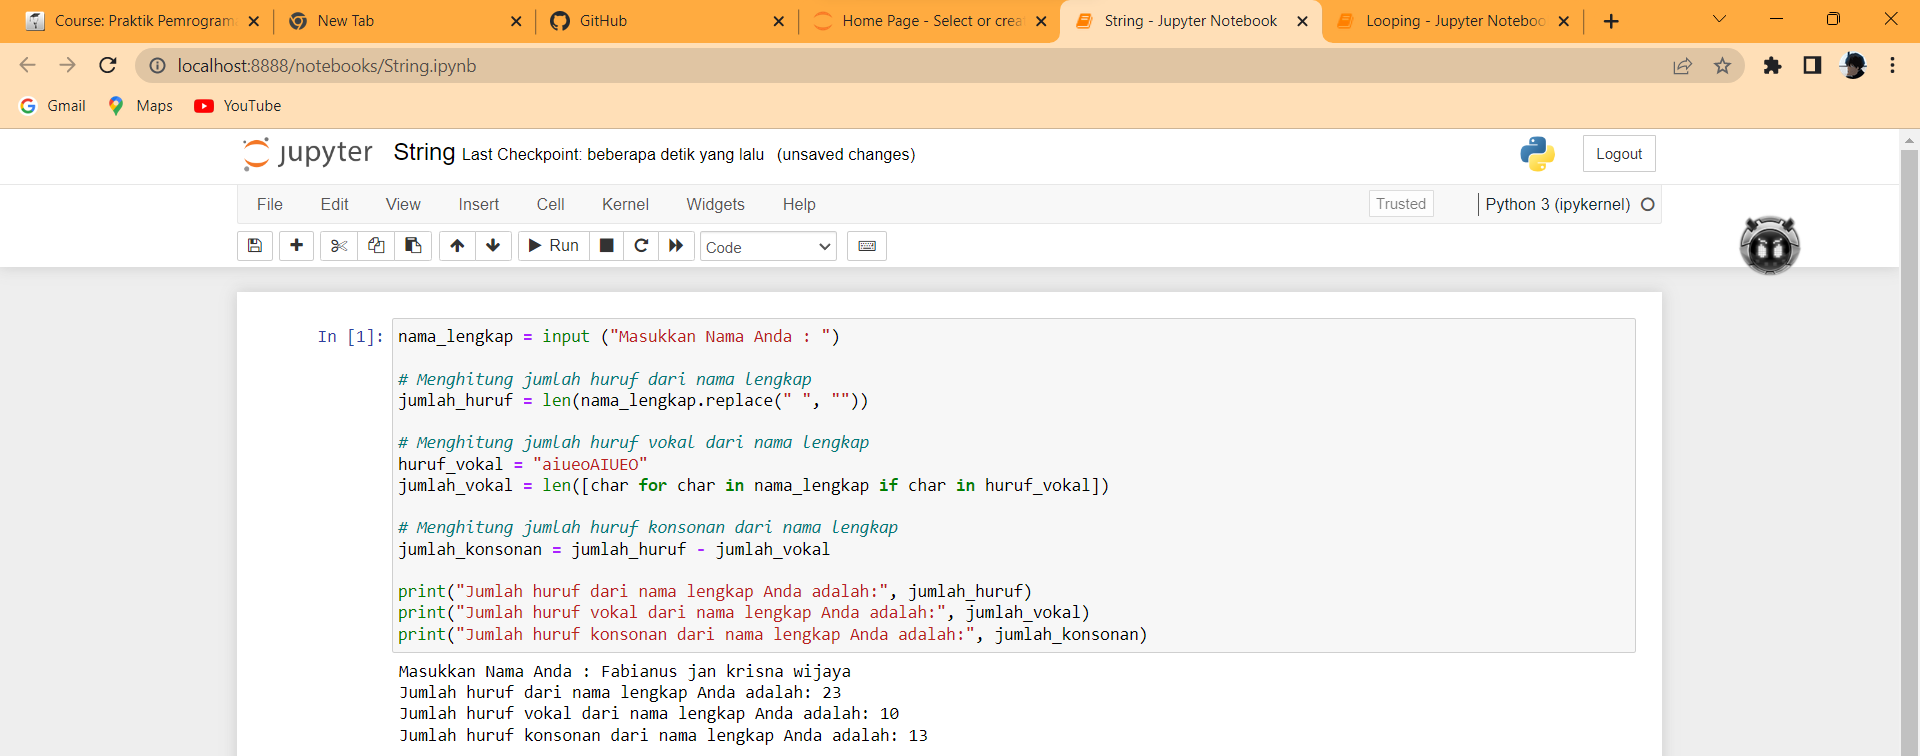 Course: Praktik Pemrogram
New Tab
GitHub
Home Page - Select or crea
String - Jupyter Notebook
Looping - Jupyter Noteboo
localhost:8888/notebooks/String.ipynb
Gmail Maps YouTube
jupyter String Last Checkpoint: beberapa detik yang lalu (unsaved changes)
Logout
File Edit View Insert Cell Kernel Widgets Help
Trusted
Python 3 (ipykernel)
Run
Code
In [1]:
nama_lengkap = input ("Masukkan Nama Anda : ")
# Menghitung jumlah huruf dari nama lengkap
jumlah_huruf = len(nama_lengkap.replace(" ", ""))
# Menghitung jumlah huruf vokal dari nama lengkap
huruf_vokal = "aiueoAIUEO"
jumlah_vokal = len([char for char in nama_lengkap if char in huruf_vokal])
# Menghitung jumlah huruf konsonan dari nama lengkap
jumlah_konsonan = jumlah_huruf - jumlah_vokal
print("Jumlah huruf dari nama lengkap Anda adalah:", jumlah_huruf)
print("Jumlah huruf vokal dari nama lengkap Anda adalah:", jumlah_vokal)
print("Jumlah huruf konsonan dari nama lengkap Anda adalah:", jumlah_konsonan)
Masukkan Nama Anda : Fabianus jan krisna wijaya
Jumlah huruf dari nama lengkap Anda adalah: 23
Jumlah huruf vokal dari nama lengkap Anda adalah: 10
Jumlah huruf konsonan dari nama lengkap Anda adalah: 13